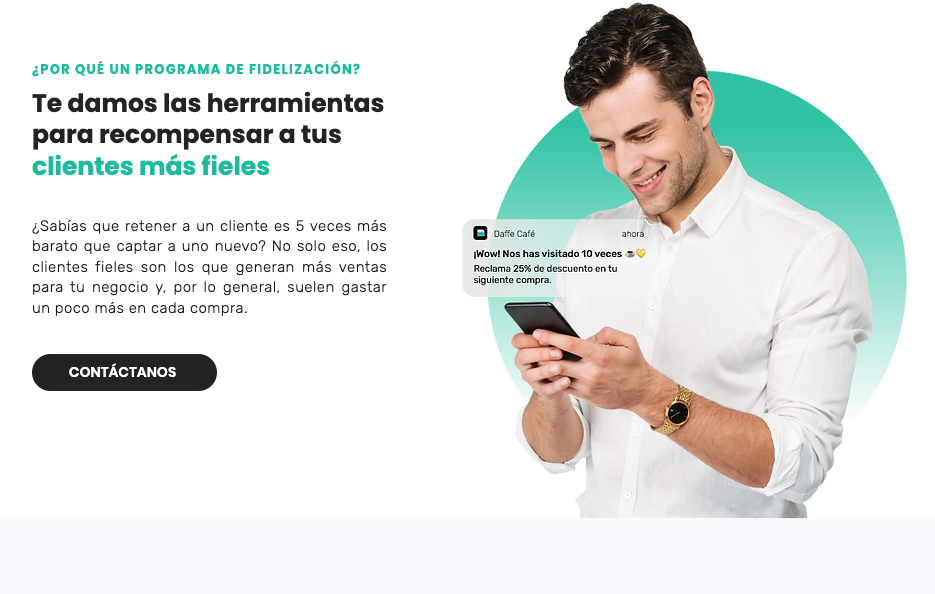 ¿POR QUÉ UN PROGRAMA DE FIDELIZACIÓN?
Te damos las herramientas
para recompensar a tus
clientes más fieles
¿Sabías que retener a un cliente es 5 veces más
barato que captar a uno nuevo? No solo eso, los
clientes fieles son los que generan más ventas
para tu negocio y, por lo general, suelen gastar
un poco más en cada compra.
CONTÁCTANOS
Daffe Café ahora
¡Wow! Nos has visitado 10 veces ☕💛
Reclama 25% de descuento en tu
siguiente compra.